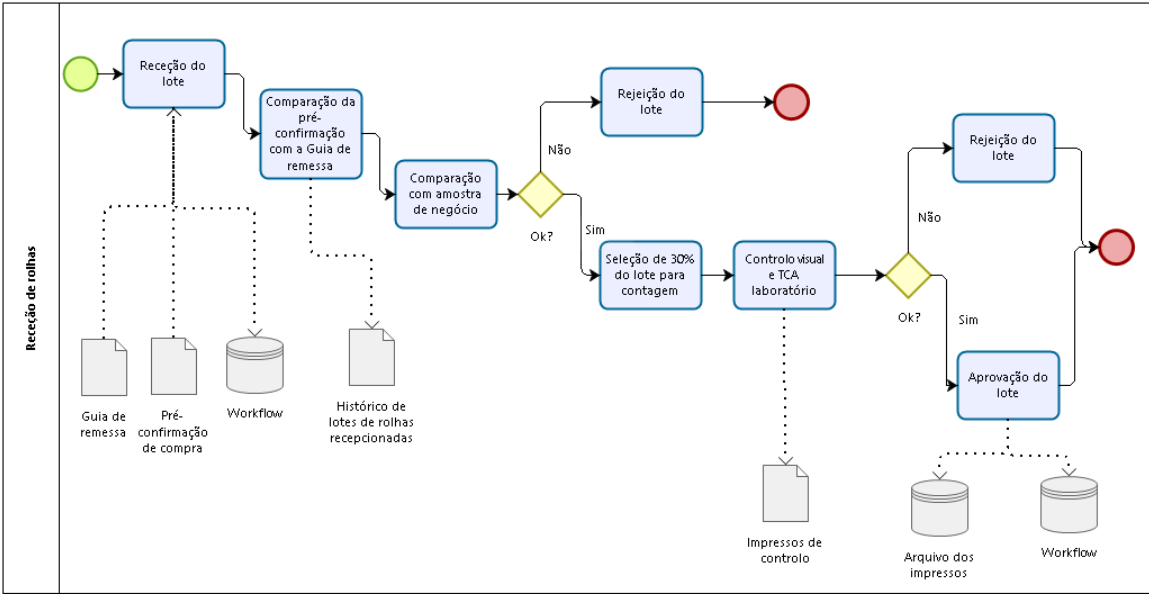 Receção de rolhas
Receção do
lote
Comparação da
pré-
confirmação
com a Guia de
remessa
Comparação
com amostra
de negócio
Ok?
Não
Rejeição do
lote
Sim
Seleção de 30%
do lote para
contagem
Controlo visual
e TCA
laboratório
Ok?
Não
Rejeição do
lote
Sim
Aprovação do
lote
Guia de
remessa
Pré-
confirmação
de compra
Workflow
Histórico de
lotes de rolhas
recepcionadas
Impressos de
controlo
Arquivo dos
impressos
Workflow